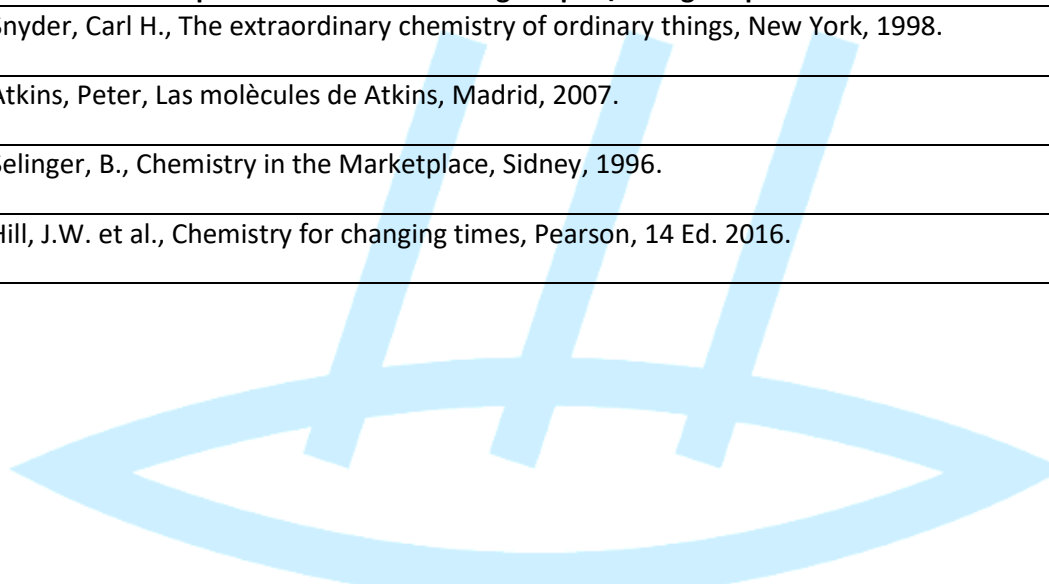 Snyder, Carl H., The extraordinary chemistry of ordinary things, New York, 1998.
Atkins, Peter, Las molècules de Atkins, Madrid, 2007.
Selinger, B., Chemistry in the Marketplace, Sidney, 1996.
Hill, J.W. et al., Chemistry for changing times, Pearson, 14 Ed. 2016.